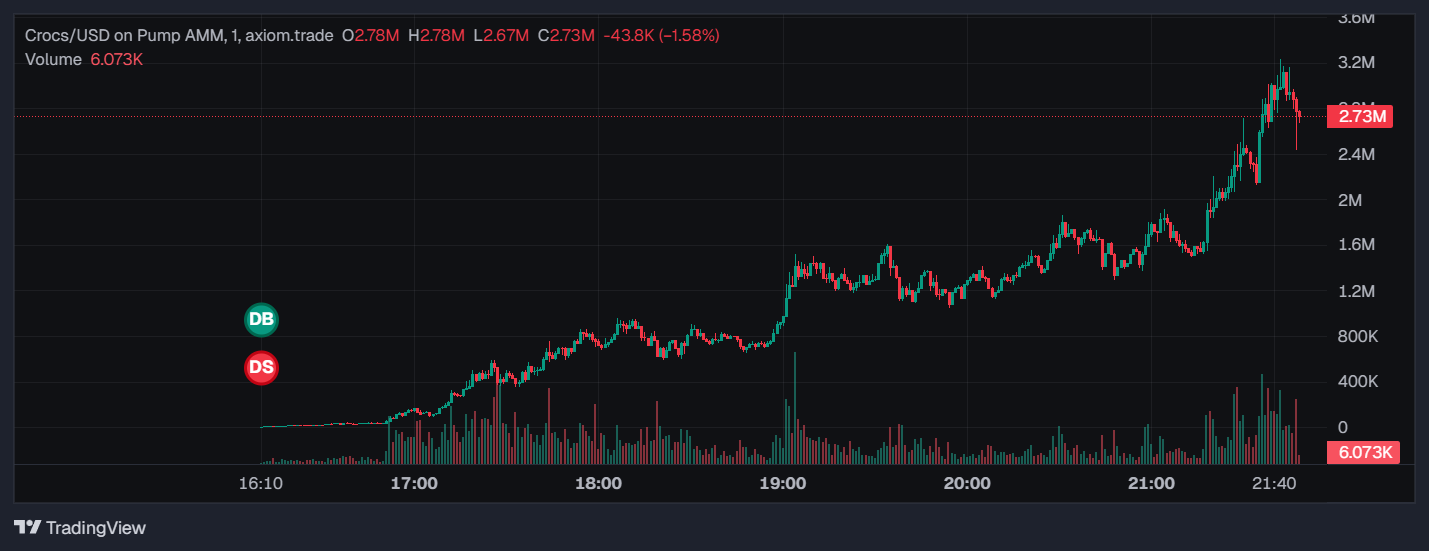 Crocs/USD on Pump AMM, 1, axiom.trade O2.78M H2.78M L2.67M C2.73M -43.8K (-1.58%)
Volume 6.073K
3.6M
3.2M
2.73M
2.4M
2M
1.6M
1.2M
800K
400K
0
6.073K
DB
DS
16:10 17:00 18:00 19:00 20:00 21:00 21:40
TradingView